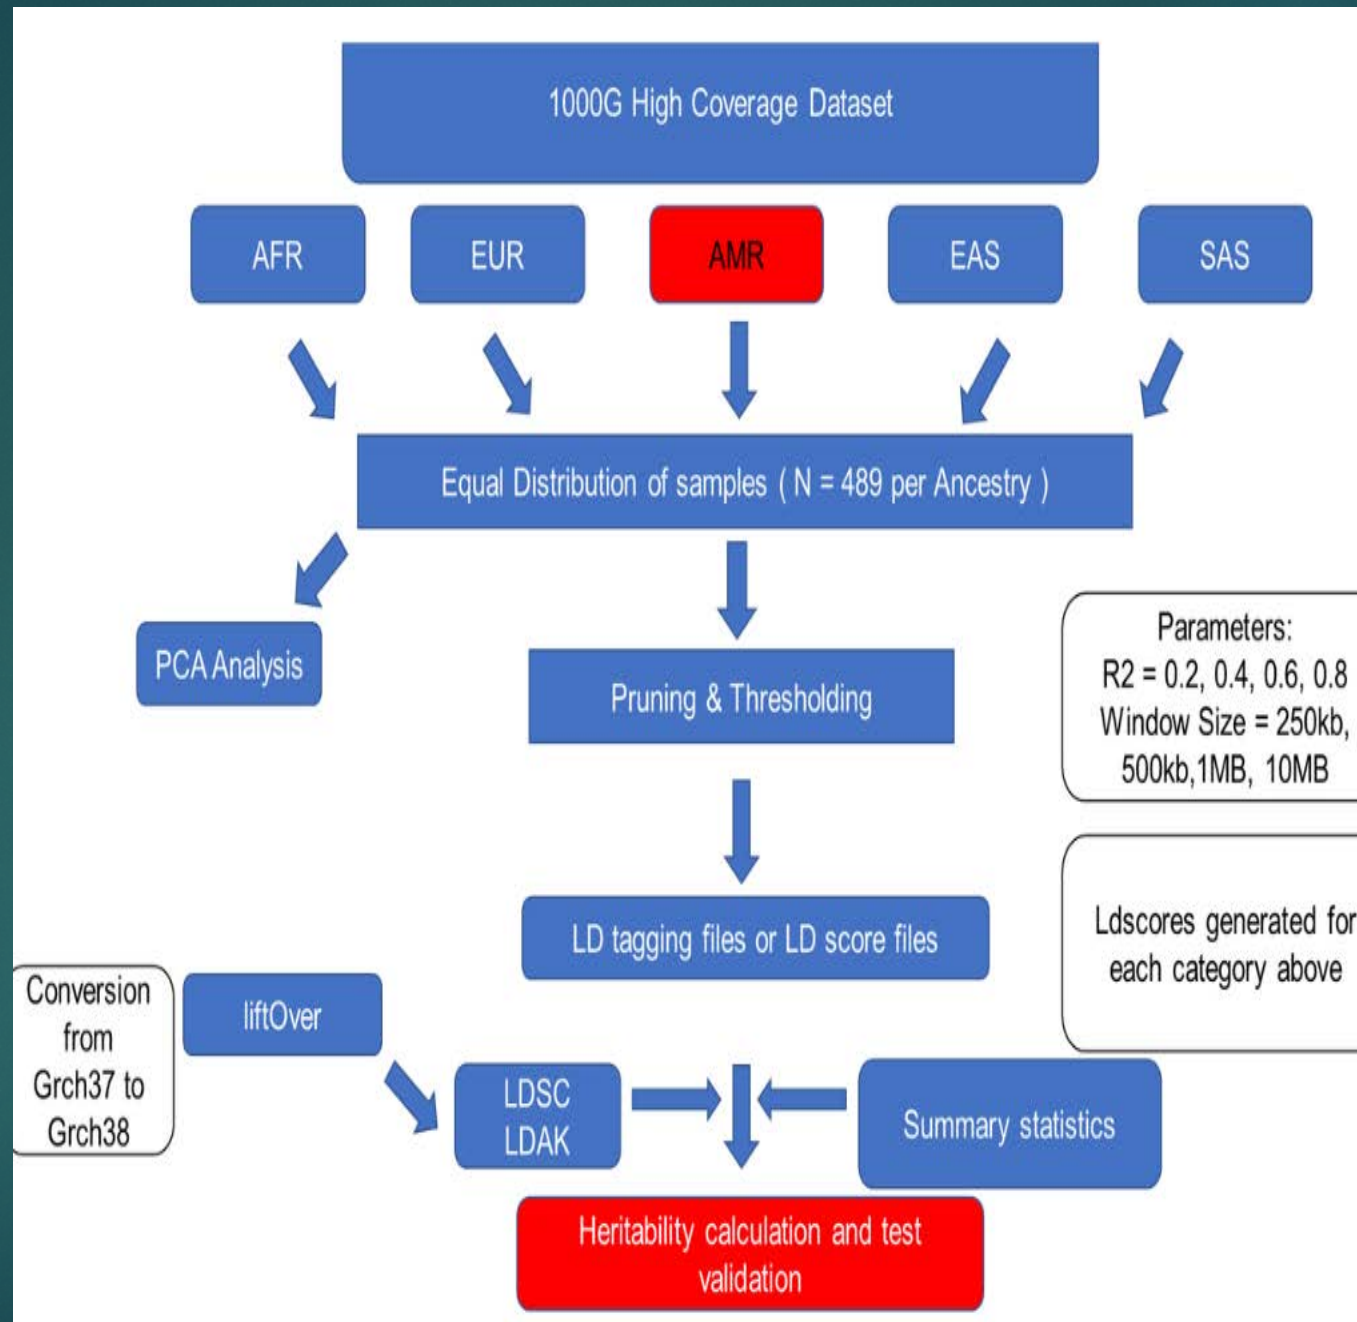 1000G High Coverage Dataset
AFR
EUR
AMR
EAS
SAS
Equal Distribution of samples ( N = 489 per Ancestry )
PCA Analysis
Pruning & Thresholding
Parameters:
R2 = 0.2, 0.4, 0.6, 0.8
Window Size = 250kb,
500kb,1MB, 10MB
LD tagging files or LD score files
Ldscores generated for
each category above
Conversion
from
Grch37 to
Grch38
liftOver
LDSC
LDAK
Summary statistics
Heritability calculation and test
validation